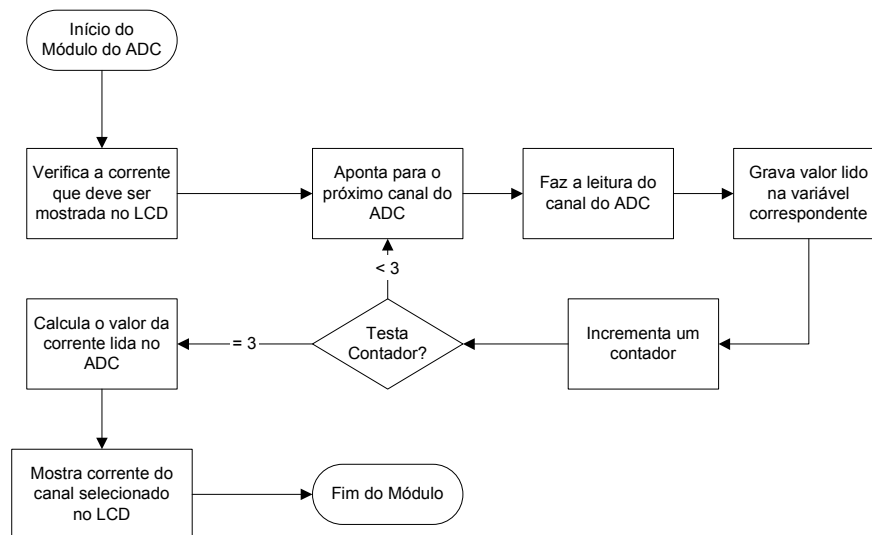 Início do
Módulo do ADC
Verifica a corrente
que deve ser
mostrada no LCD
Aponta para o
próximo canal do
ADC
Faz a leitura do
canal do ADC
Grava valor lido
na variável
correspondente
< 3
Calcula o valor da
corrente lida no
ADC
= 3
Testa
Contador?
Incrementa um
contador
Mostra corrente do
canal selecionado
no LCD
Fim do Módulo